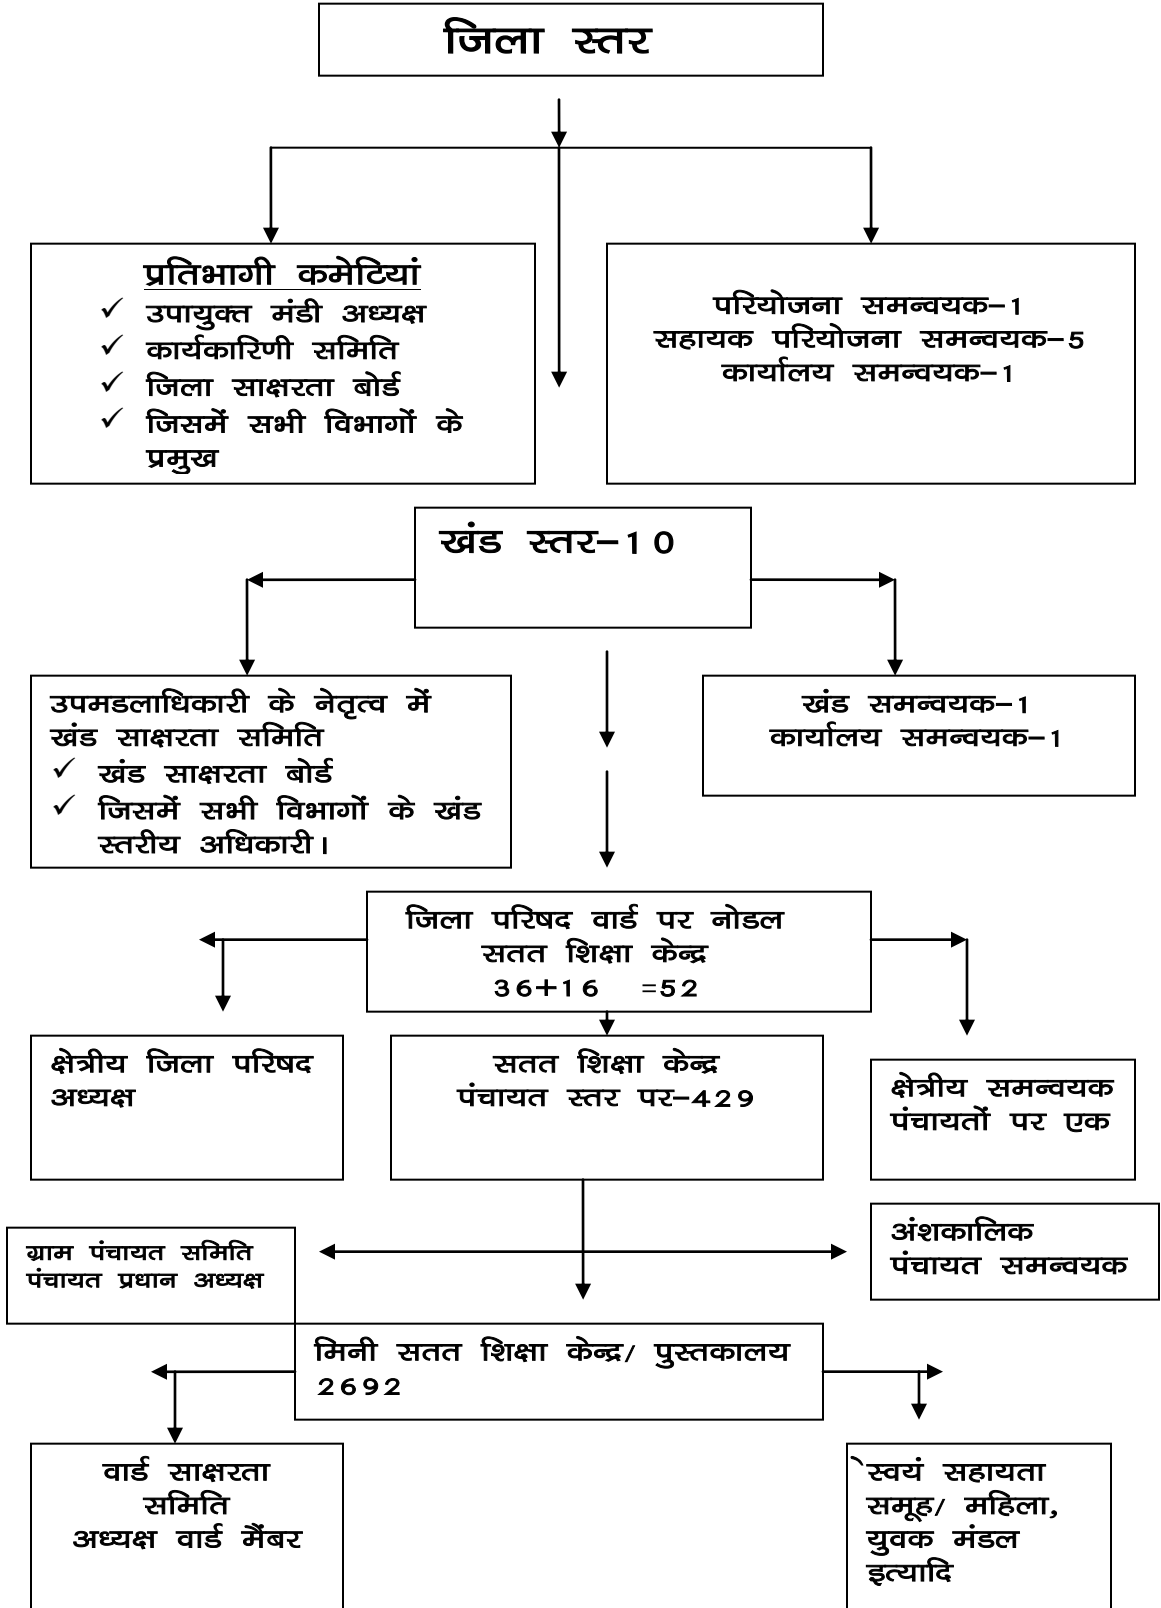 जिला स्तर
प्रतिभागी कमेटियां
✓ उपायुक्त मंडी अध्यक्ष
✓ कार्यकारिणी समिति
✓ जिला साक्षरता बोर्ड
✓ जिसमें सभी विभागों के
प्रमुख
परियोजना समन्वयक–1
सहायक परियोजना समन्वयक–5
कार्यालय समन्वयक–1
खंड स्तर–10
उपमडलाधिकारी के नेतृत्व में
खंड साक्षरता समिति
✓ खंड साक्षरता बोर्ड
✓ जिसमें सभी विभागों के खंड
स्तरीय अधिकारी।
खंड समन्वयक–1
कार्यालय समन्वयक–1
जिला परिषद वार्ड पर नोडल
सतत शिक्षा केन्द्र
36+16 =52
क्षेत्रीय जिला परिषद
अध्यक्ष
सतत शिक्षा केन्द्र
पंचायत स्तर पर–429
क्षेत्रीय समन्वयक
पंचायतों पर एक
ग्राम पंचायत समिति
पंचायत प्रधान अध्यक्ष
अंशकालिक
पंचायत समन्वयक
मिनी सतत शिक्षा केन्द्र/ पुस्तकालय
2692
वार्ड साक्षरता
समिति
अध्यक्ष वार्ड मैंबर
`स्वयं सहायता
समूह/ महिला,
युवक मंडल
इत्यादि